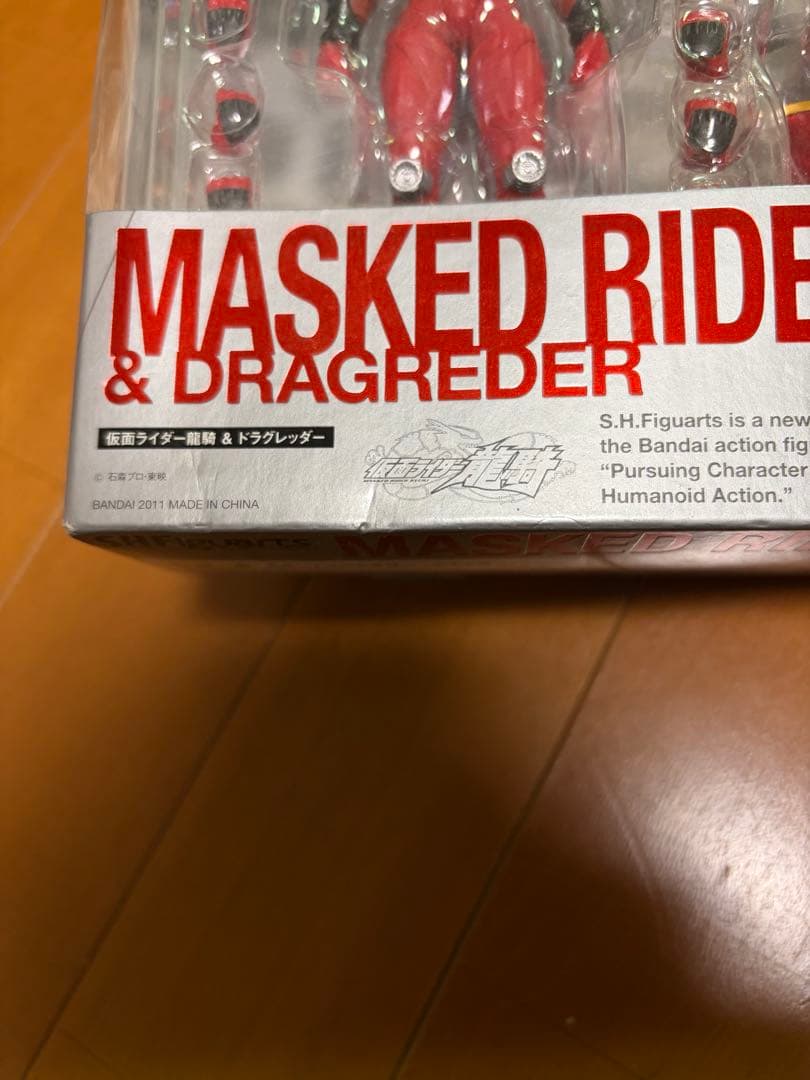 MASKED RIDE
& DRAGREDER
仮面ライダー龍騎 & ドラグレッダー
© 石森プロ・東映
BANDAI 2011 MADE IN CHINA
仮面ライダー龍騎
S.H.Figuarts is a new
the Bandai action fig
“Pursuing Character
Humanoid Action.”
S.H.Figuarts
MASKED R